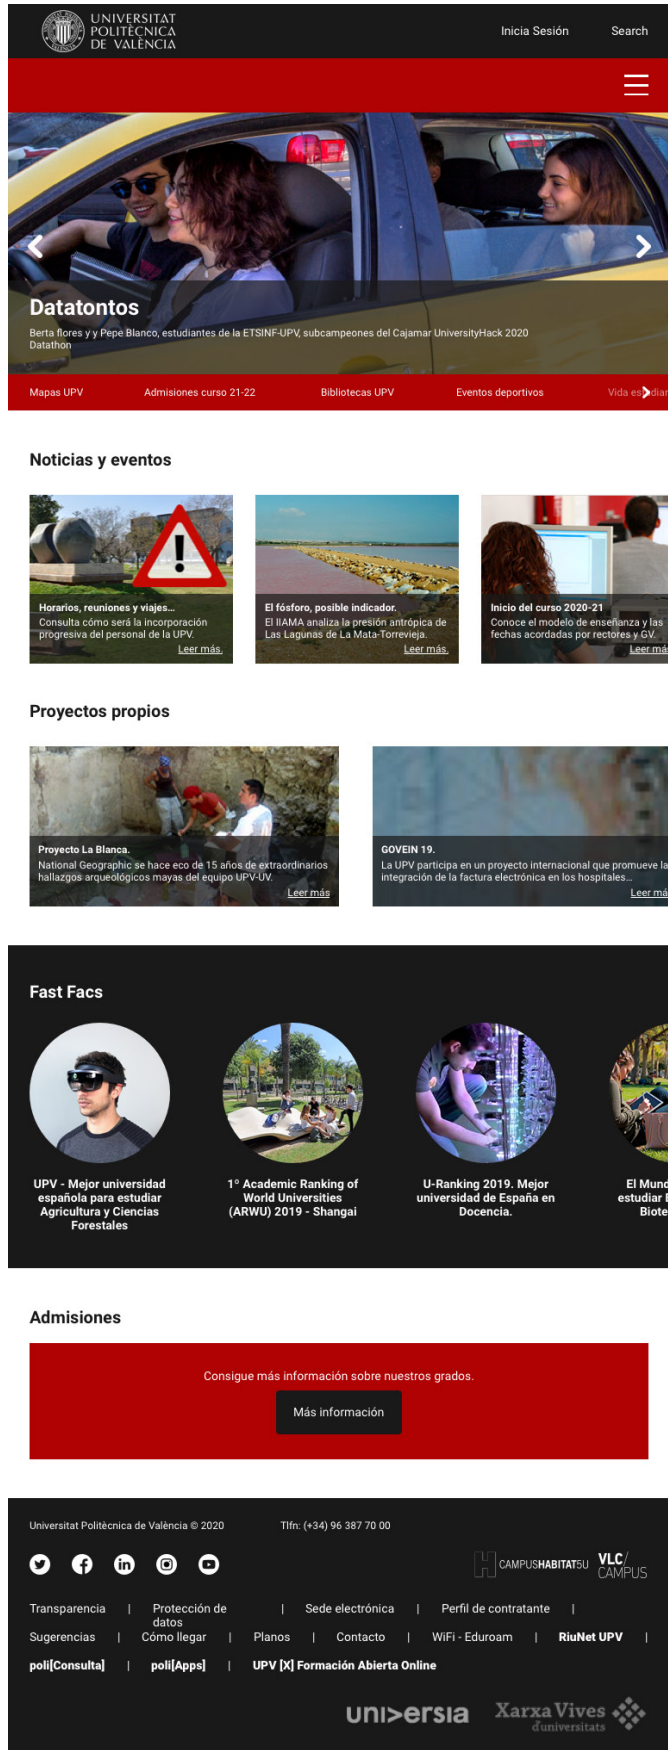 UNIVERSITAT
POLITÈCNICA
DE VALÈNCIA
Inicia Sesión
Search
Datatontos
Berta flores y y Pepe Blanco, estudiantes de la ETSINF-UPV, subcampeones del Cajamar UniversityHack 2020
Datathon
Mapas UPV
Admisiones curso 21-22
Bibliotecas UPV
Eventos deportivos
Vida estudian
Noticias y eventos
Horarios, reuniones y viajes...
Consulta cómo será la incorporación
progresiva del personal de la UPV.
Leer más.
El fósforo, posible indicador.
El IIAMA analiza la presión antrópica de
Las Lagunas de La Mata-Torrevieja.
Leer más.
Inicio del curso 2020-21
Conoce el modelo de enseñanza y las
fechas acordadas por rectores y GV.
Leer más
Proyectos propios
Proyecto La Blanca.
National Geographic se hace eco de 15 años de extraordinarios
hallazgos arqueológicos mayas del equipo UPV-UV.
Leer más
GOVEIN 19.
La UPV participa en un proyecto internacional que promueve la
integración de la factura electrónica en los hospitales...
Leer má
Fast Facs
UPV - Mejor universidad
española para estudiar
Agricultura y Ciencias
Forestales
1º Academic Ranking of
World Universities
(ARWU) 2019 - Shangai
U-Ranking 2019. Mejor
universidad de España en
Docencia.
El Mund
estudiar B
Biote
Admisiones
Consigue más información sobre nuestros grados.
Más información
Universitat Politècnica de València © 2020
Tlfn: (+34) 96 387 70 00
CAMPUSHABITAT5U
VLC/
CAMPUS
Transparencia | Protección de datos | Sede electrónica | Perfil de contratante |
Sugerencias | Cómo llegar | Planos | Contacto | WiFi - Eduroam | RiuNet UPV |
poli[Consulta] | poli[Apps] | UPV [X] Formación Abierta Online
universia
Xarxa Vives
d'universitats